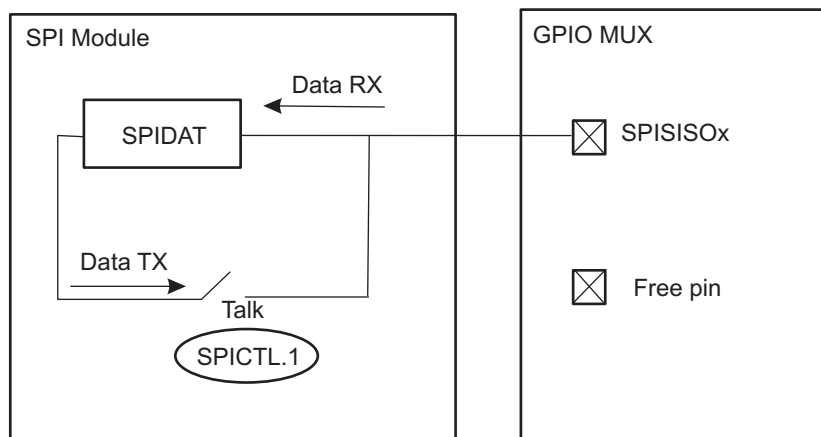 SPI Module
GPIO MUX
Data RX
SPIDAT
SPISISOx
Data TX
Free pin
Talk
SPICTL.1